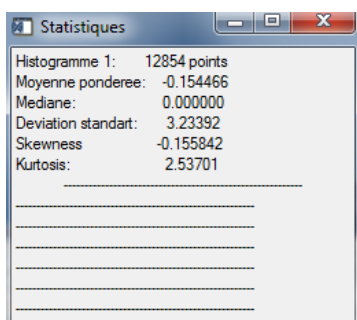 Statistiques
Histogramme 1: 12854 points
Moyenne ponderee: -0.154466
Mediane: 0.000000
Deviation standart: 3.23392
Skewness -0.155842
Kurtosis: 2.53701